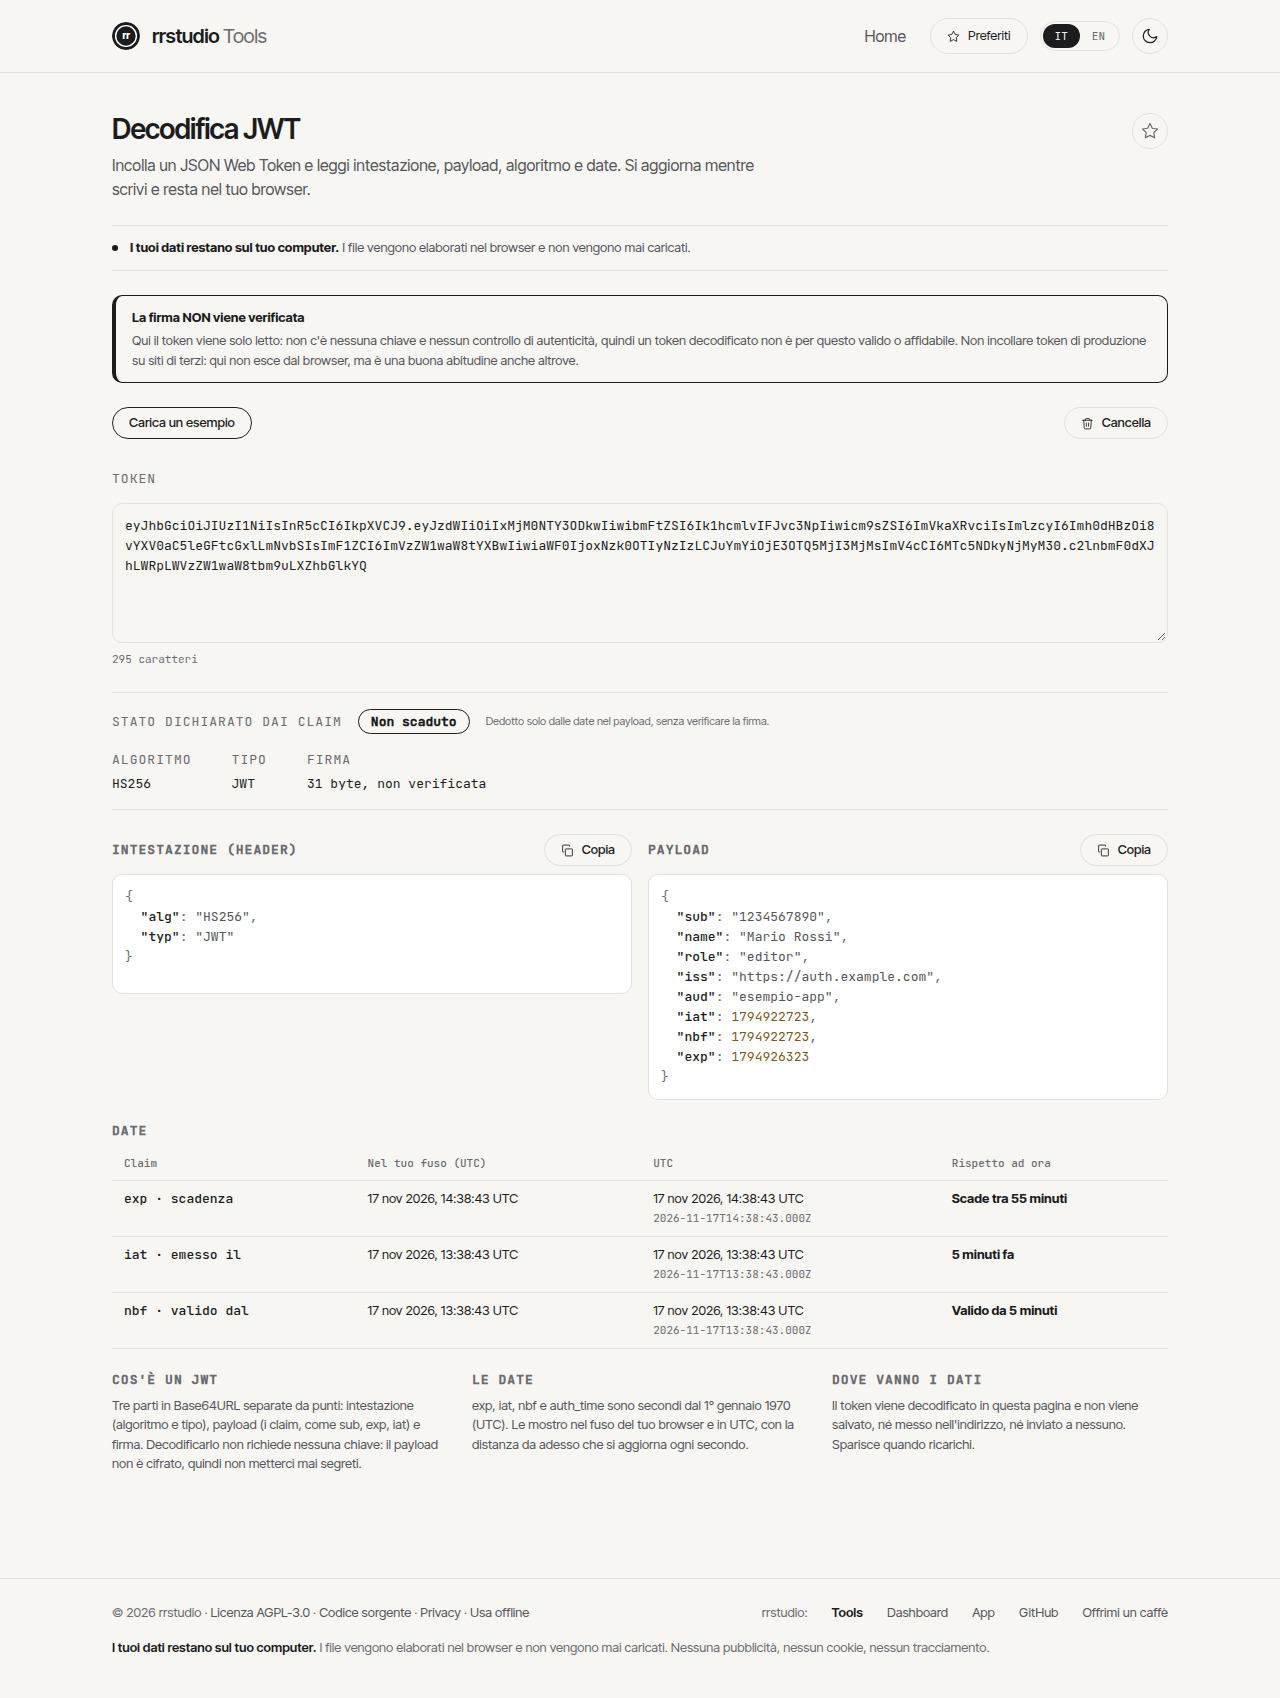 rr rrstudio Tools
Home
Preferiti
IT EN
Decodifica JWT
Incolla un JSON Web Token e leggi intestazione, payload, algoritmo e date. Si aggiorna mentre
scrivi e resta nel tuo browser.
I tuoi dati restano sul tuo computer. I file vengono elaborati nel browser e non vengono mai caricati.
La firma NON viene verificata
Qui il token viene solo letto: non c'è nessuna chiave e nessun controllo di autenticità, quindi un token decodificato non è per questo valido o affidabile. Non incollare token di produzione
su siti di terzi: qui non esce dal browser, ma è una buona abitudine anche altrove.
Carica un esempio
Cancella
TOKEN
eyJhbGciOiJIUzI1NiIsInR5cCI6IkpXVCJ9.eyJzdWIiOiIxMjM0NTY3ODkwIiwibmFtZSI6Ik1hcmlvIFJvc3NpIiwicm9sZSI6ImVkaXRvciIsImlzcyI6Imh0dHBzOi8
vYXV0aC5leGFtcGxlLmNvbSIsImF1ZCI6ImVzZW1waW8tYXBwIiwiaWF0IjoxNzk0OTIyNzIzLCJuYmYiOjE3OTQ5MjI3MjMsImV4cCI6MTc5NDkyNjMyM30.c2lnbmF0dXJ
hLWRpLWVzZW1waW8tbm9uLXZhbGlkYQ
295 caratteri
STATO DICHIARATO DAI CLAIM
Non scaduto
Dedotto solo dalle date nel payload, senza verificare la firma.
ALGORITMO TIPO FIRMA
HS256 JWT 31 byte, non verificata
INTESTAZIONE (HEADER)
Copia
{
"alg": "HS256",
"typ": "JWT"
}
PAYLOAD
Copia
{
"sub": "1234567890",
"name": "Mario Rossi",
"role": "editor",
"iss": "https://auth.example.com",
"aud": "esempio-app",
"iat": 1794922723,
"nbf": 1794922723,
"exp": 1794926323
}
DATE
Claim Nel tuo fuso (UTC) UTC Rispetto ad ora
exp · scadenza 17 nov 2026, 14:38:43 UTC 17 nov 2026, 14:38:43 UTC Scade tra 55 minuti
2026-11-17T14:38:43.000Z
iat · emesso il 17 nov 2026, 13:38:43 UTC 17 nov 2026, 13:38:43 UTC 5 minuti fa
2026-11-17T13:38:43.000Z
nbf · valido dal 17 nov 2026, 13:38:43 UTC 17 nov 2026, 13:38:43 UTC Valido da 5 minuti
2026-11-17T13:38:43.000Z
COS'È UN JWT
Tre parti in Base64URL separate da punti: intestazione
(algoritmo e tipo), payload (i claim, come sub, exp, iat) e
firma. Decodificarlo non richiede nessuna chiave: il payload
non è cifrato, quindi non metterci mai segreti.
LE DATE
exp, iat, nbf e auth_time sono secondi dal 1° gennaio 1970
(UTC). Le mostro nel fuso del tuo browser e in UTC, con la
distanza da adesso che si aggiorna ogni secondo.
DOVE VANNO I DATI
Il token viene decodificato in questa pagina e non viene
salvato, né messo nell'indirizzo, né inviato a nessuno.
Sparisce quando ricarichi.
© 2026 rrstudio · Licenza AGPL-3.0 · Codice sorgente · Privacy · Usa offline
rrstudio: Tools Dashboard App GitHub Offrimi un caffè
I tuoi dati restano sul tuo computer. I file vengono elaborati nel browser e non vengono mai caricati. Nessuna pubblicità, nessun cookie, nessun tracciamento.